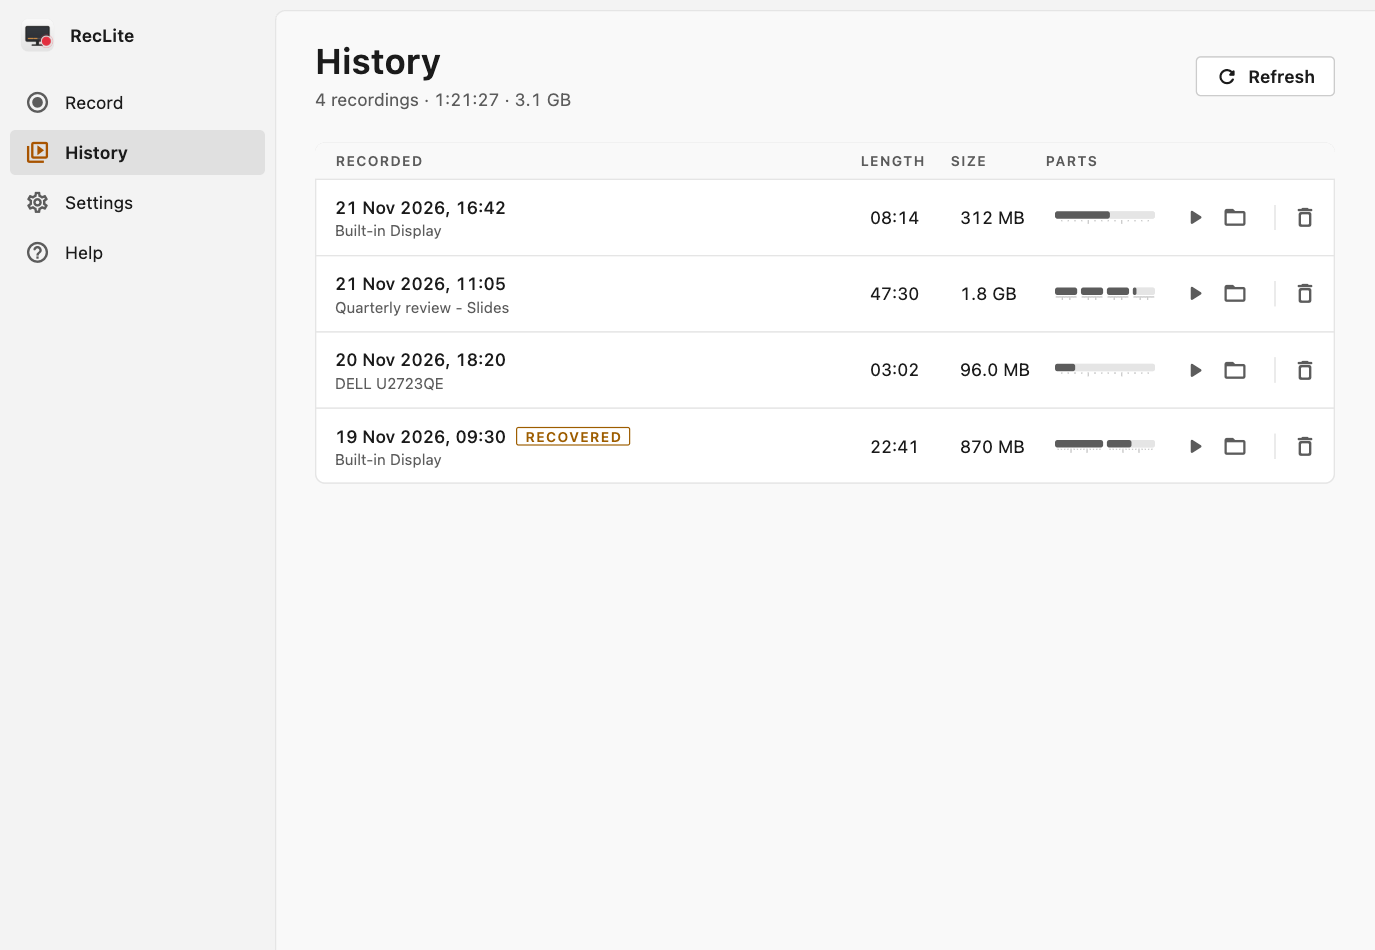 RecLite
Record
History
Settings
Help
History
4 recordings · 1:21:27 · 3.1 GB
Refresh
RECORDED LENGTH SIZE PARTS
21 Nov 2026, 16:42
Built-in Display
08:14 312 MB
21 Nov 2026, 11:05
Quarterly review - Slides
47:30 1.8 GB
20 Nov 2026, 18:20
DELL U2723QE
03:02 96.0 MB
19 Nov 2026, 09:30 RECOVERED
Built-in Display
22:41 870 MB